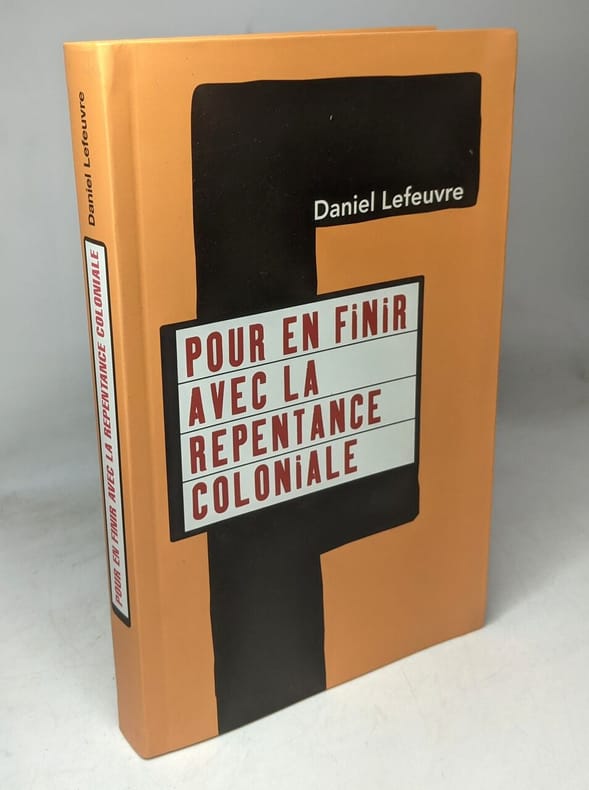 Daniel Lefeuvre
POUR EN FiNiR AVEC LA REPENTANCE COLONiALE
Daniel Lefeuvre
POUR EN FiNiR
AVEC LA
REPENTANCE
COLONiALE